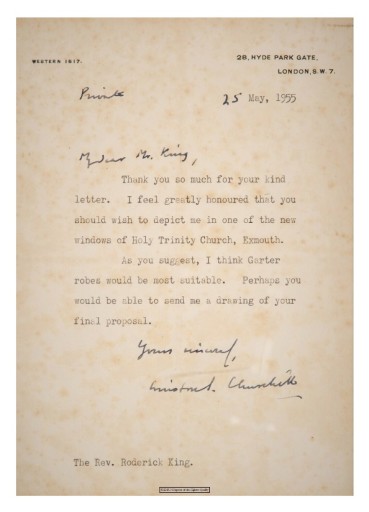 WESTERN 1617.
28, HYDE PARK GATE,
LONDON, S.W. 7.
Private
25 May, 1955
My dear Mr. King,
Thank you so much for your kind
letter. I feel greatly honoured that you
should wish to depict me in one of the new
windows of Holy Trinity Church, Exmouth.
As you suggest, I think Garter
robes would be most suitable. Perhaps you
would be able to send me a drawing of your
final proposal.
Yours sincerely,
Winston S. Churchill
The Rev. Roderick King.